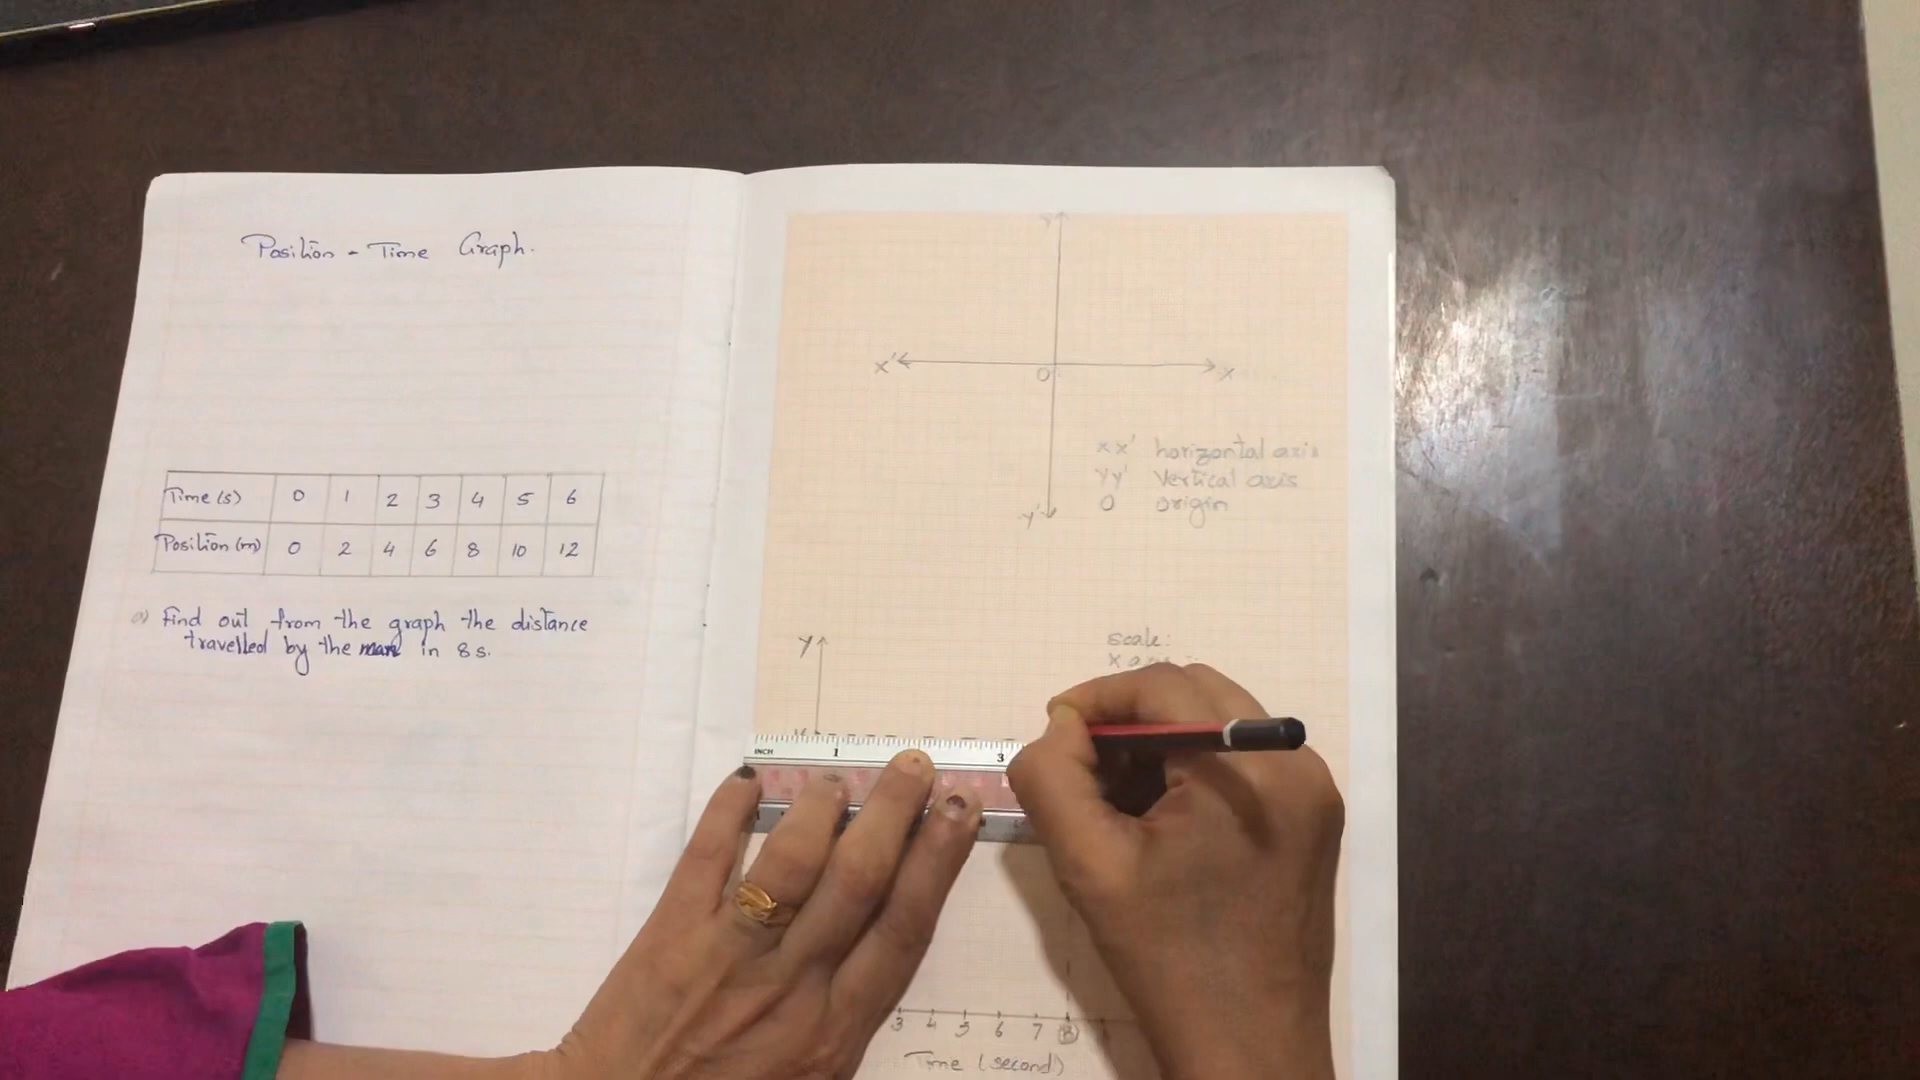 Position - Time Graph.
Time (s) 0 1 2 3 4 5 6
Position (m) 0 2 4 6 8 10 12
a) Find out from the graph the distance
travelled by the man in 8 s.
X' O X
Y'
XX' horizontal axis
YY' Vertical axis
O origin
Y
scale:
X axis
INCH 1 3
3 4 5 6 7 8
Time (second)